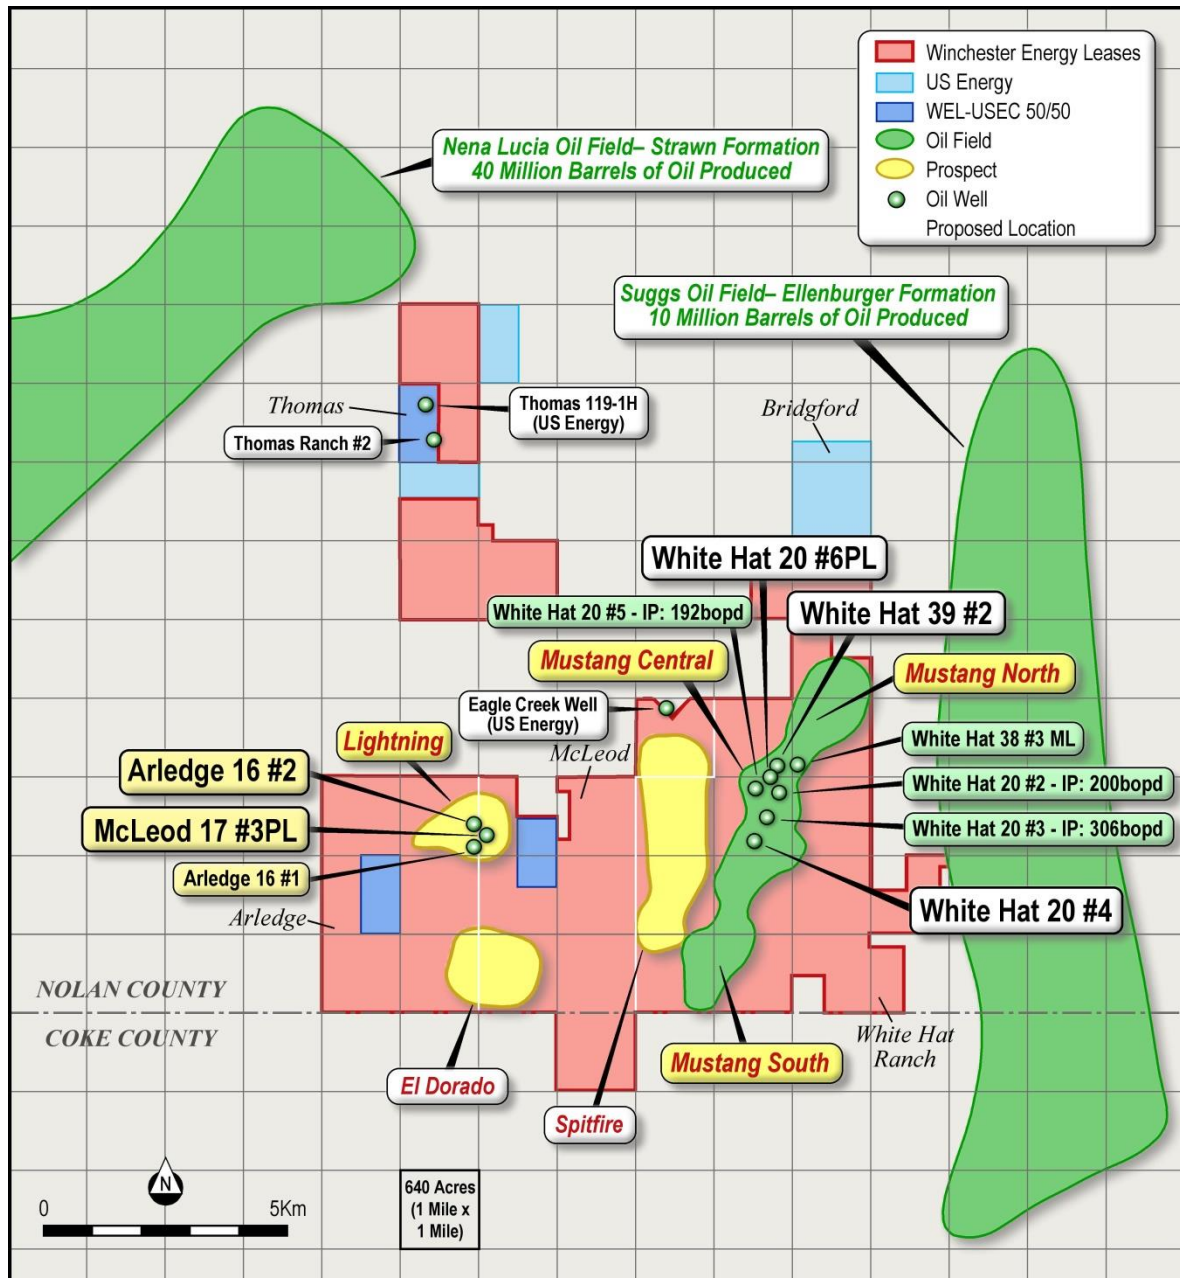 Winchester Energy Leases
US Energy
WEL-USEC 50/50
Oil Field
Prospect
Oil Well
Proposed Location
Nena Lucia Oil Field– Strawn Formation
40 Million Barrels of Oil Produced
Suggs Oil Field– Ellenburger Formation
10 Million Barrels of Oil Produced
Thomas
Thomas 119-1H
(US Energy)
Thomas Ranch #2
Bridgford
White Hat 20 #6PL
White Hat 20 #5 - IP: 192bopd
White Hat 39 #2
Mustang Central
Mustang North
Eagle Creek Well
(US Energy)
McLeod
Lightning
White Hat 38 #3 ML
Arledge 16 #2
White Hat 20 #2 - IP: 200bopd
McLeod 17 #3PL
White Hat 20 #3 - IP: 306bopd
Arledge 16 #1
Arledge
White Hat 20 #4
NOLAN COUNTY
COKE COUNTY
White Hat
Ranch
Mustang South
El Dorado
Spitfire
N
0 5Km
640 Acres
(1 Mile x
1 Mile)